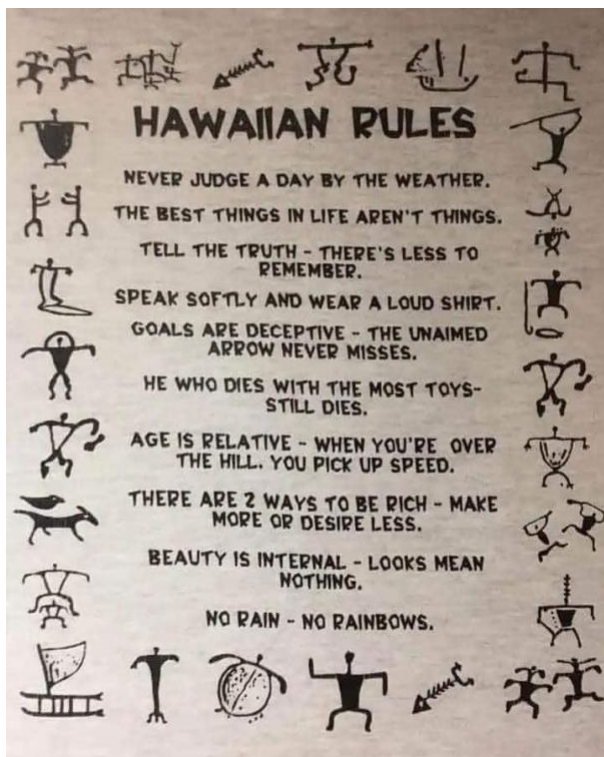 HAWAIIAN RULES
NEVER JUDGE A DAY BY THE WEATHER.
THE BEST THINGS IN LIFE AREN'T THINGS.
TELL THE TRUTH - THERE'S LESS TO
REMEMBER.
SPEAK SOFTLY AND WEAR A LOUD SHIRT.
GOALS ARE DECEPTIVE - THE UNAIMED
ARROW NEVER MISSES.
HE WHO DIES WITH THE MOST TOYS-
STILL DIES.
AGE IS RELATIVE - WHEN YOU'RE OVER
THE HILL. YOU PICK UP SPEED.
THERE ARE 2 WAYS TO BE RICH - MAKE
MORE OR DESIRE LESS.
BEAUTY IS INTERNAL - LOOKS MEAN
NOTHING.
NO RAIN - NO RAINBOWS.